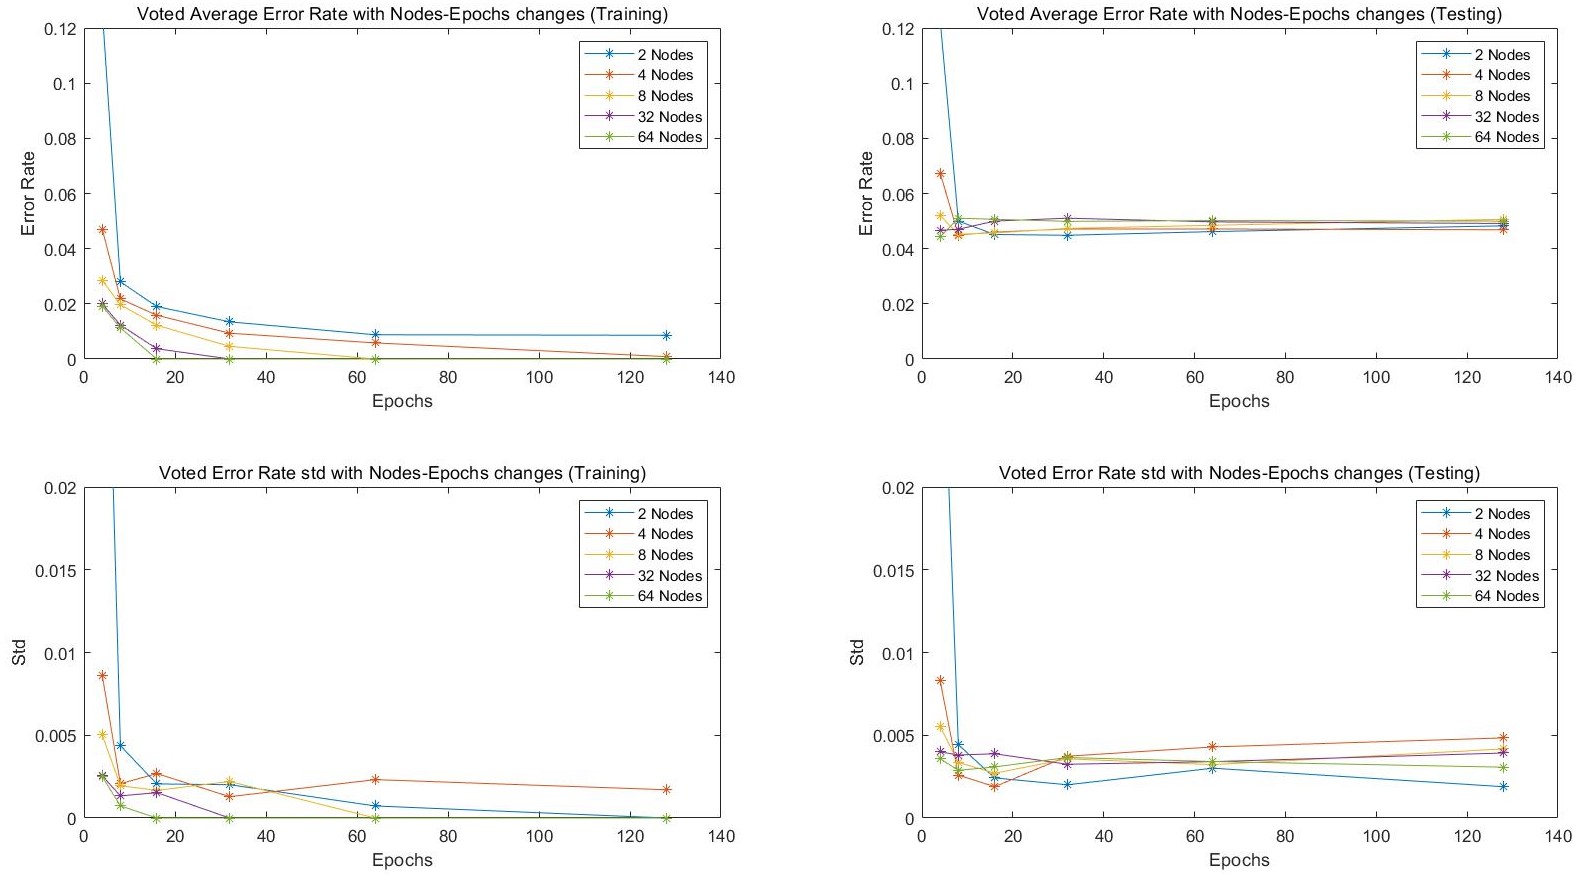 Voted Average Error Rate with Nodes-Epochs changes (Training)
0.12
0.1
0.08
0.06
0.04
0.02
0
Error Rate
0 20 40 60 80 100 120 140
Epochs
2 Nodes
4 Nodes
8 Nodes
32 Nodes
64 Nodes
Voted Average Error Rate with Nodes-Epochs changes (Testing)
0.12
0.1
0.08
0.06
0.04
0.02
0
Error Rate
0 20 40 60 80 100 120 140
Epochs
2 Nodes
4 Nodes
8 Nodes
32 Nodes
64 Nodes
Voted Error Rate std with Nodes-Epochs changes (Training)
0.02
0.015
0.01
0.005
0
Std
0 20 40 60 80 100 120 140
Epochs
2 Nodes
4 Nodes
8 Nodes
32 Nodes
64 Nodes
Voted Error Rate std with Nodes-Epochs changes (Testing)
0.02
0.015
0.01
0.005
0
Std
0 20 40 60 80 100 120 140
Epochs
2 Nodes
4 Nodes
8 Nodes
32 Nodes
64 Nodes